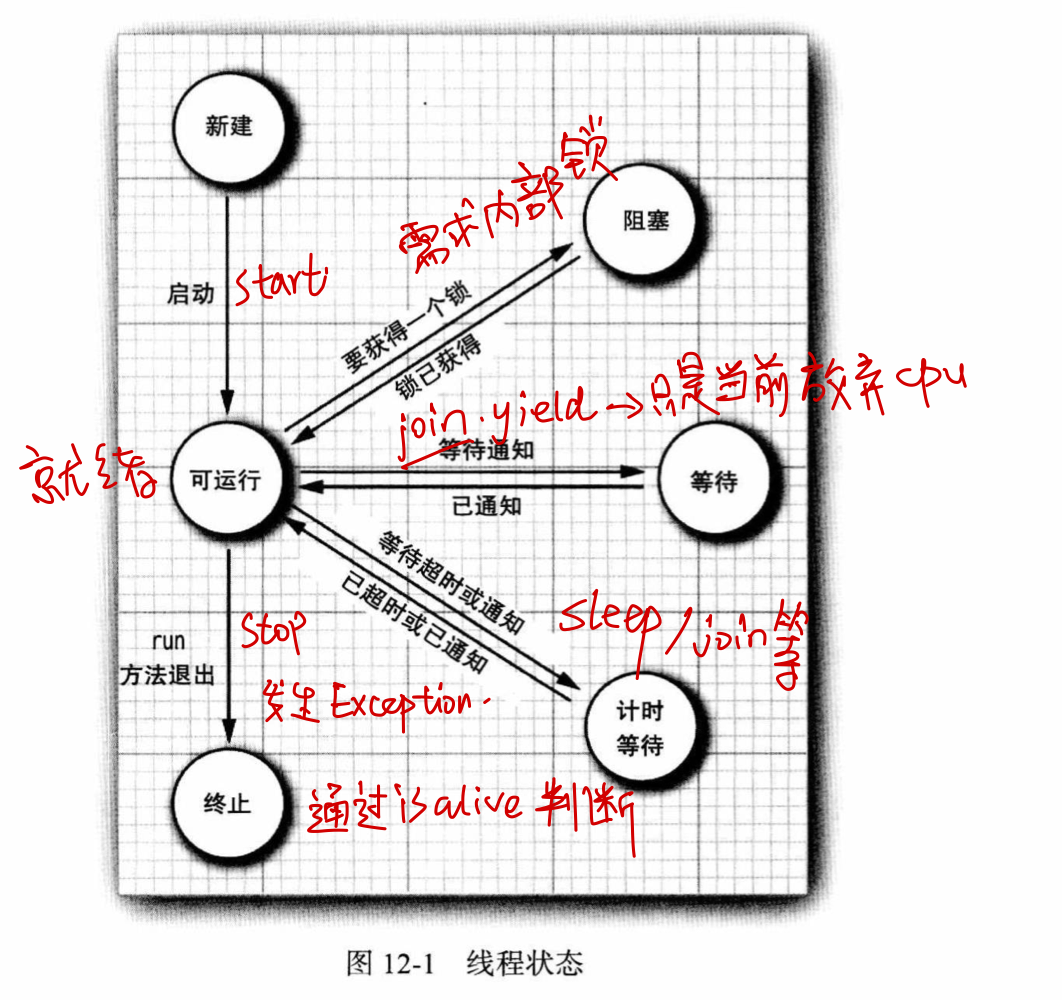 新建
需求内部锁
阻塞
启动
start.
要获得一个锁
锁已获得
join.yield→只是当前放弃cpu
等待通知
就绪
可运行
等待
已通知
等待超时或通知
已超时或已通知
sleep/join等
run
方法退出
stop
发生Exception.
计时
等待
终止
通过isalive判断
图 12-1 线程状态